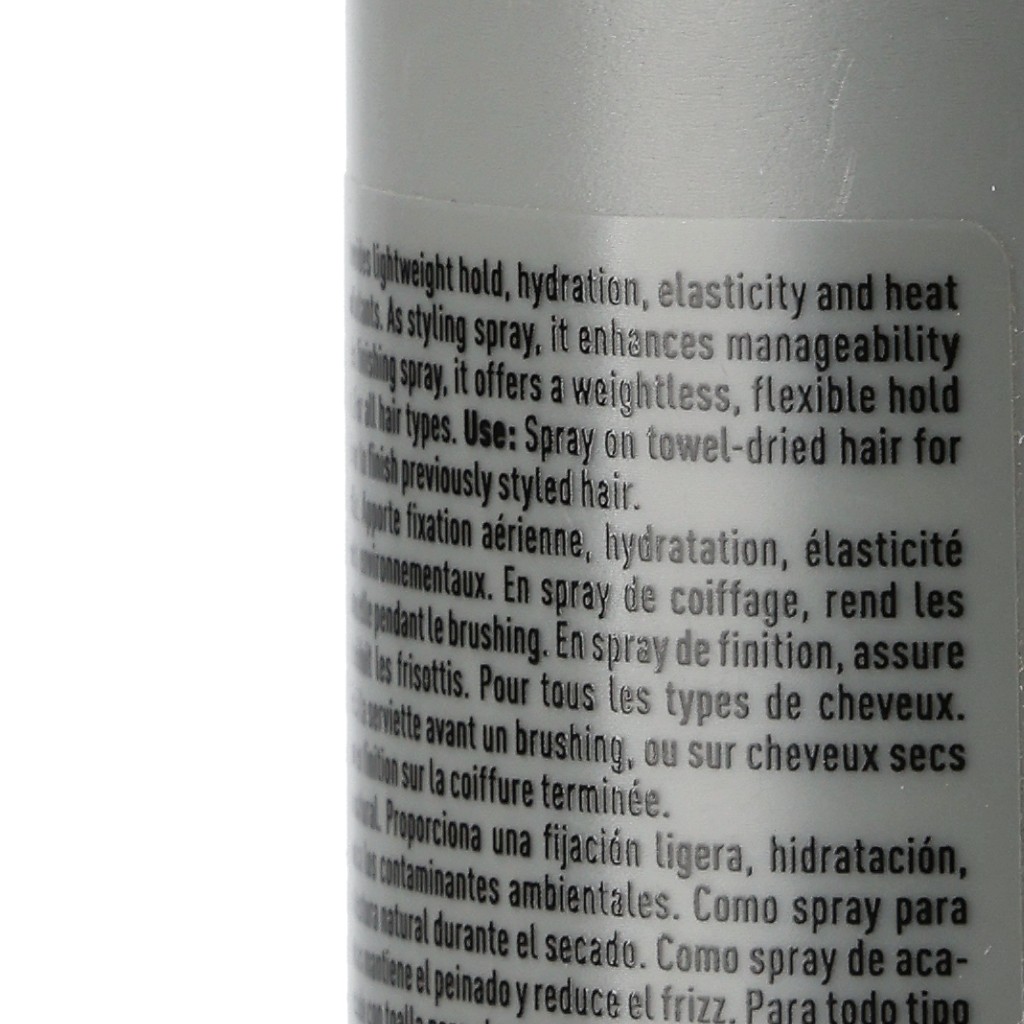 lightweight hold, hydration, elasticity and heat
As styling spray, it enhances manageability
finishing spray, it offers a weightless, flexible hold
all hair types. Use: Spray on towel-dried hair for
finish previously styled hair.
Apporte fixation aérienne, hydratation, élasticité
environnementaux. En spray de coiffage, rend les
pendant le brushing. En spray de finition, assure
les frisottis. Pour tous les types de cheveux.
serviette avant un brushing, ou sur cheveux secs
finition sur la coiffure terminée.
Proporciona una fijación ligera, hidratación,
contaminantes ambientales. Como spray para
natural durante el secado. Como spray de aca-
mantiene el peinado y reduce el frizz. Para todo tipo
con toalla